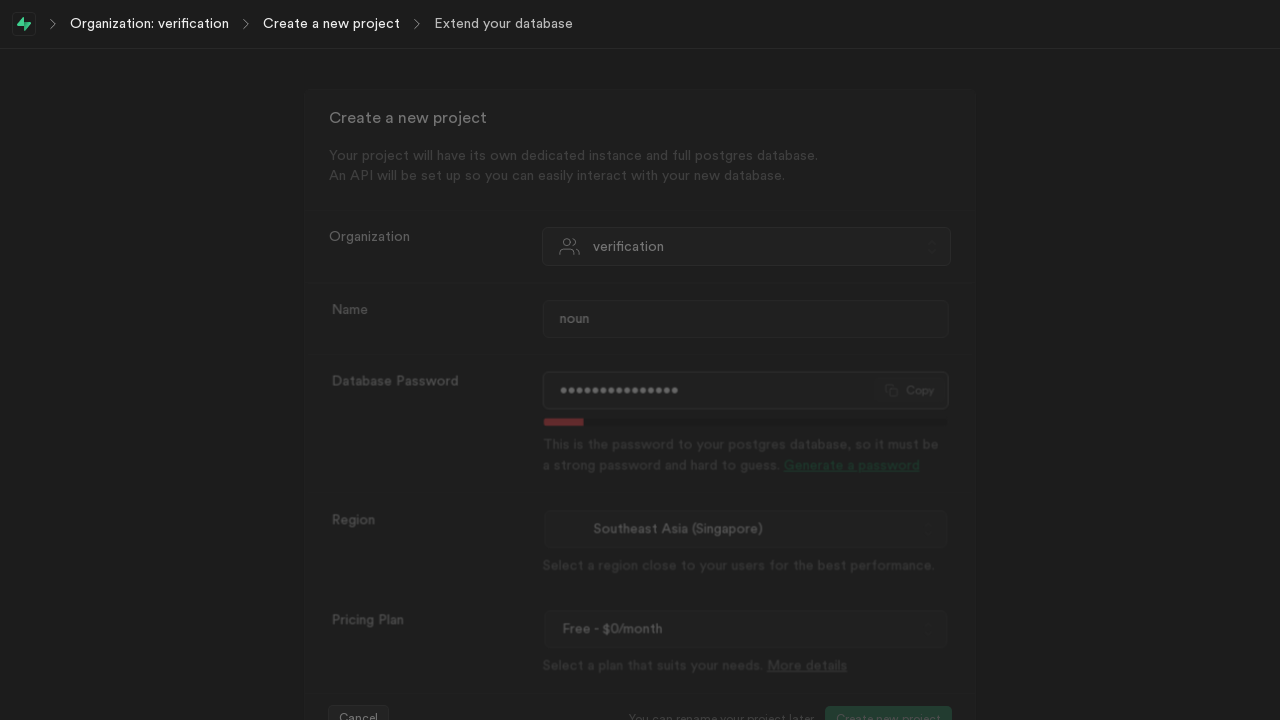 Organization: verification
Create a new project
Extend your database
Create a new project
Your project will have its own dedicated instance and full postgres database.
An API will be set up so you can easily interact with your new database.
Organization
verification
Name
noun
Database Password
•••••••••••••••
Copy
This is the password to your postgres database, so it must be
a strong password and hard to guess. Generate a password
Region
Southeast Asia (Singapore)
Select a region close to your users for the best performance.
Pricing Plan
Free - $0/month
Select a plan that suits your needs. More details
Cancel
You can rename your project later
Create new project